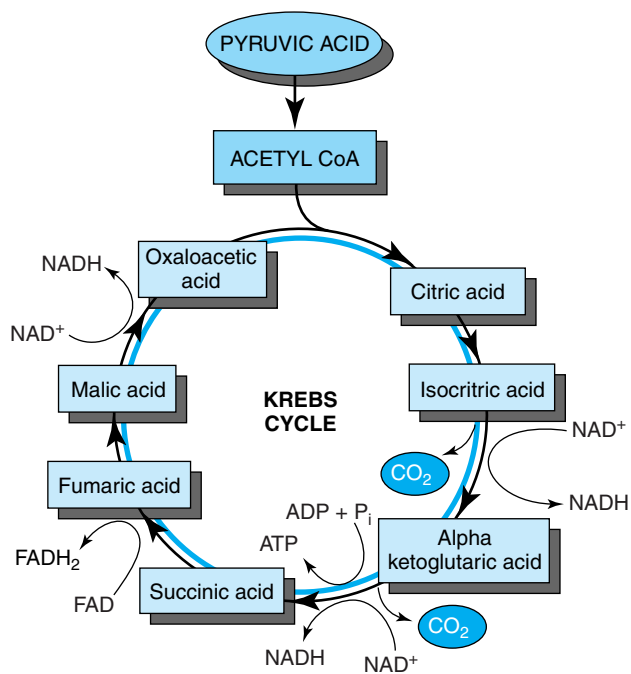 PYRUVIC ACID
ACETYL CoA
Oxaloacetic
acid
Citric acid
NADH
NAD⁺
Malic acid
KREBS
CYCLE
Isocritric acid
NAD⁺
CO₂
NADH
Fumaric acid
ADP + Pᵢ
ATP
Alpha
ketoglutaric acid
FADH₂
FAD
Succinic acid
CO₂
NADH
NAD⁺